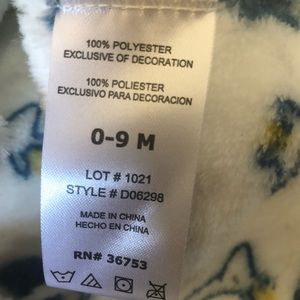 100% POLYESTER
EXCLUSIVE OF DECORATION
100% POLIESTER
EXCLUSIVO PARA DECORACION
0-9 M
LOT # 1021
STYLE # D06298
MADE IN CHINA
HECHO EN CHINA
RN# 36753